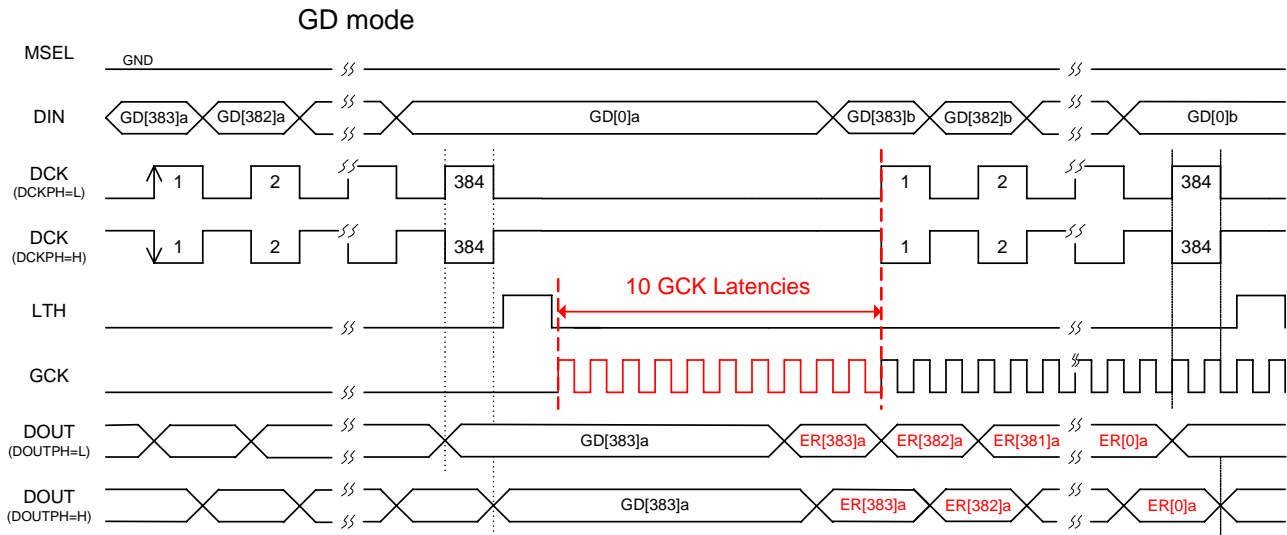 GD mode
MSEL GND
DIN GD[383]a GD[382]a GD[0]a GD[383]b GD[382]b GD[0]b
DCK 1 2 384 1 2 384
(DCKPH=L)
DCK 1 2 384 1 2 384
(DCKPH=H)
10 GCK Latencies
LTH
GCK
DOUT GD[383]a ER[383]a ER[382]a ER[381]a ER[0]a
(DOUTPH=L)
DOUT GD[383]a ER[383]a ER[382]a ER[0]a
(DOUTPH=H)